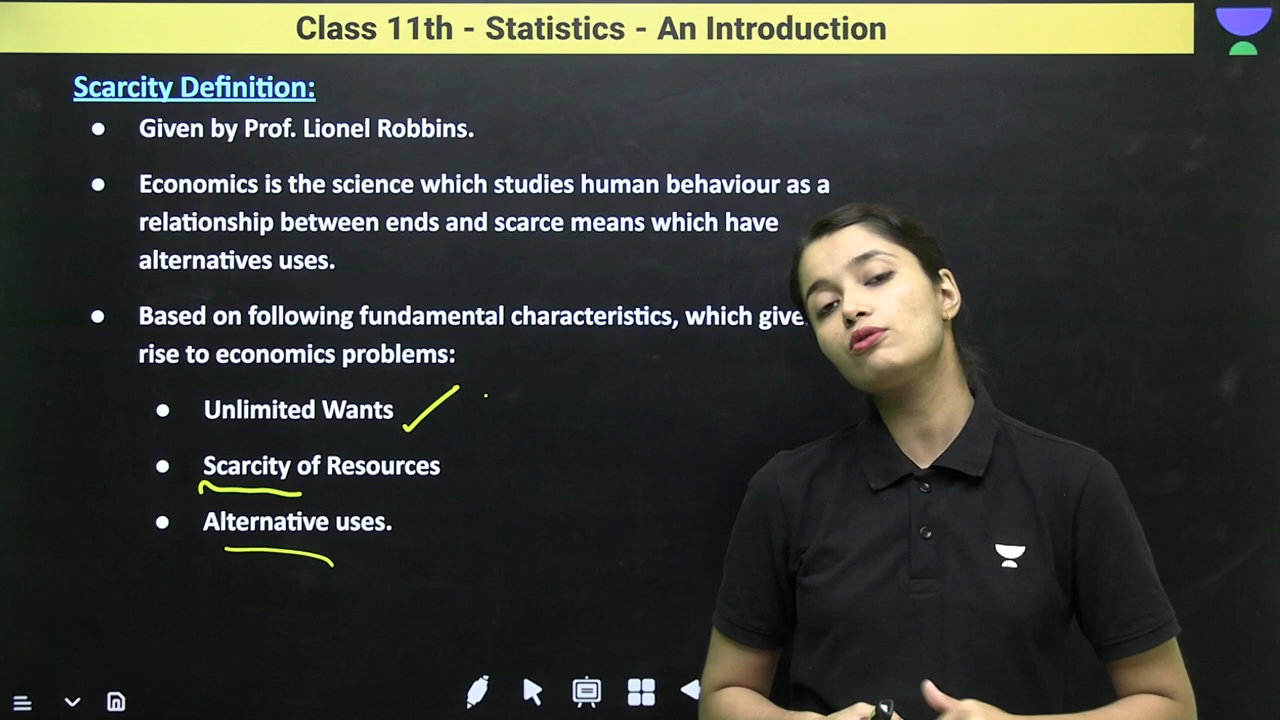 Class 11th - Statistics - An Introduction
Scarcity Definition:
● Given by Prof. Lionel Robbins.
● Economics is the science which studies human behaviour as a
relationship between ends and scarce means which have
alternatives uses.
● Based on following fundamental characteristics, which give
rise to economics problems:
● Unlimited Wants
● Scarcity of Resources
● Alternative uses.